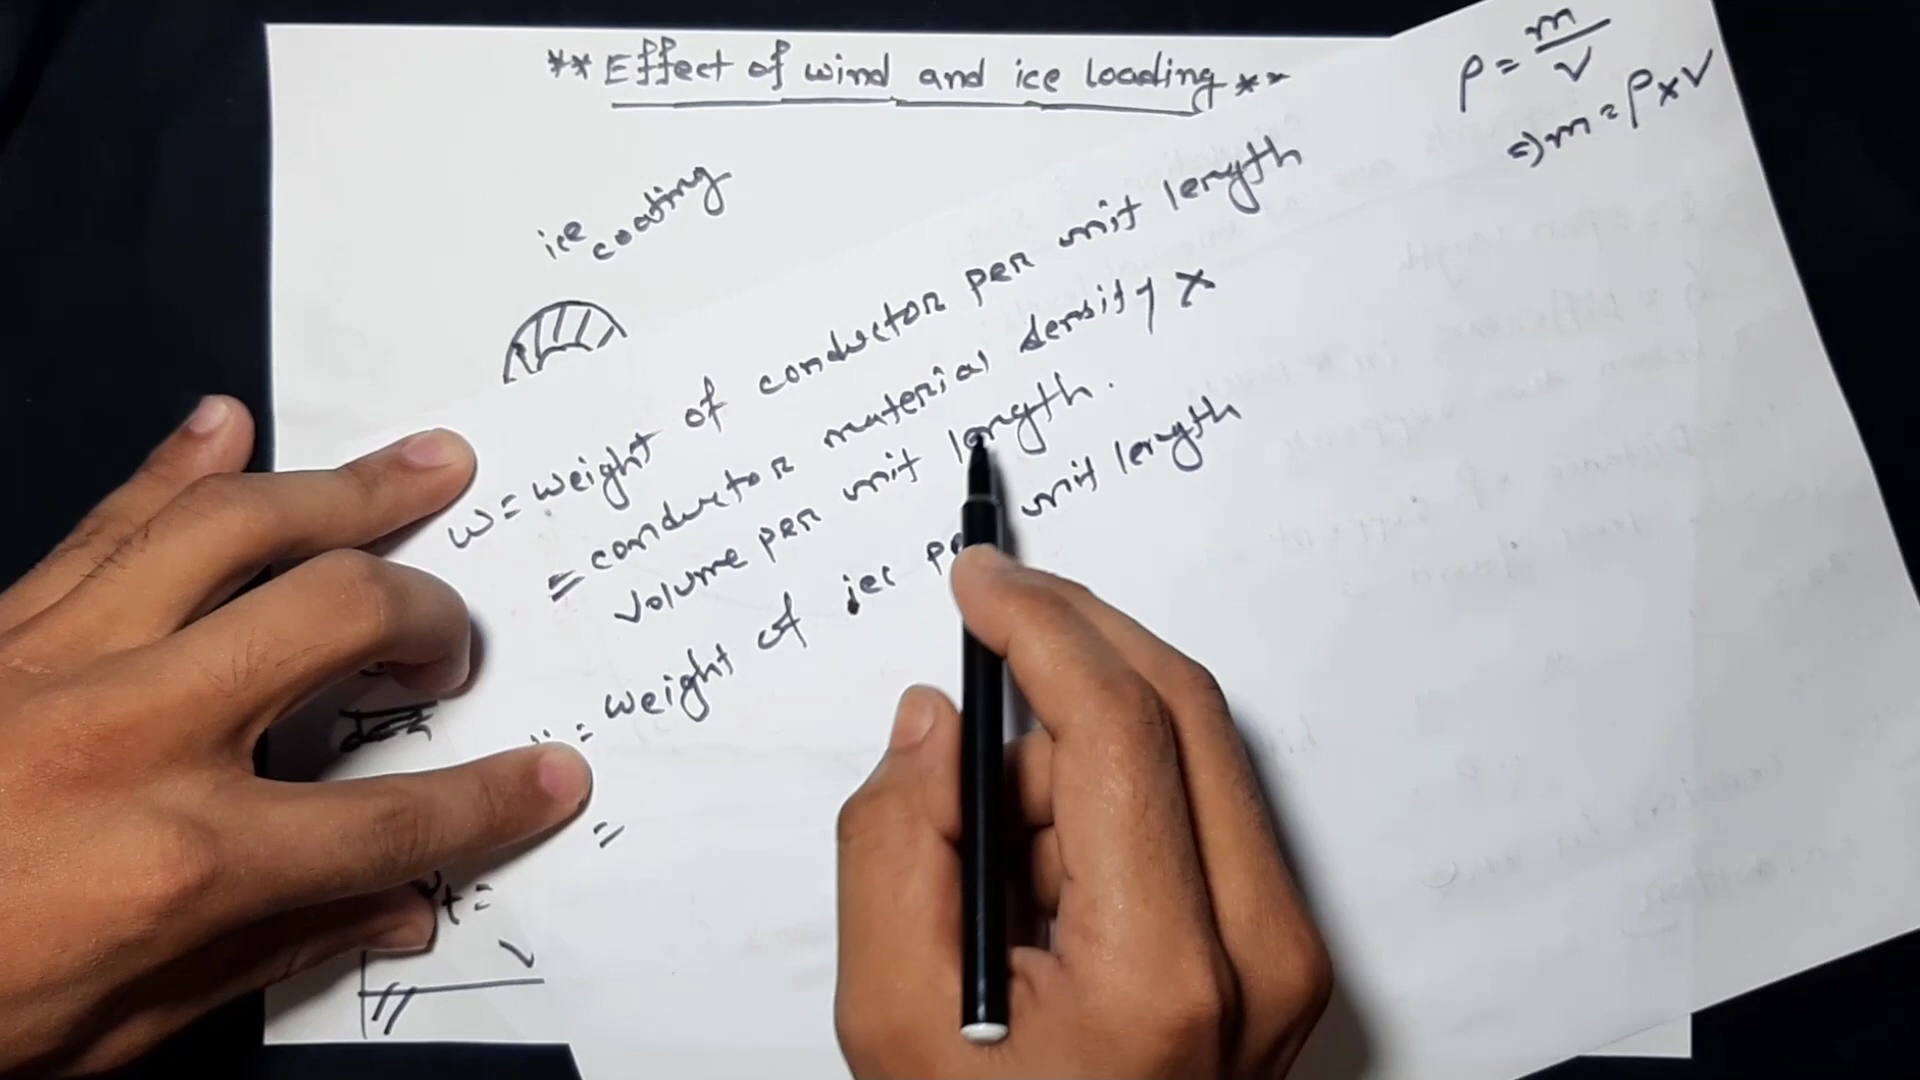 **Effect of wind and ice loading**
ρ = m/V
⇒ m = ρ x V
ice
coating
w = weight of conductor per unit length
= conductor material density x
volume per unit length.
= weight of ice unit length
=
t =